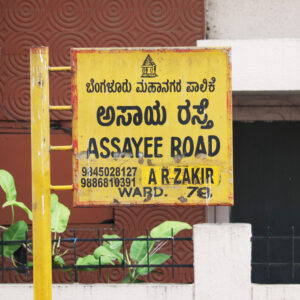 ಬೆಂಗಳೂರು ಮಹಾನಗರ ಪಾಲಿಕೆ
ಅಸಾಯ ರಸ್ತೆ
ASSAYEE ROAD
9845028127
9886810391
A R ZAKIR
WARD. 78